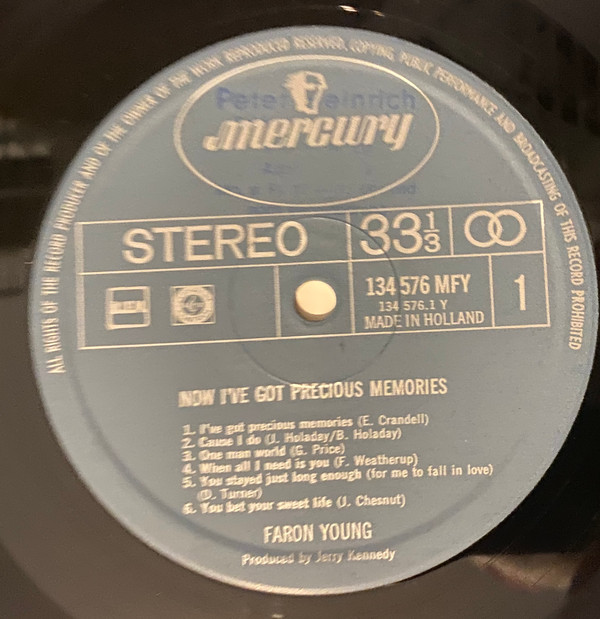 ALL RIGHTS OF THE RECORD PRODUCER AND OF THE OWNER OF THE WORK REPRODUCED RESERVED. COPYING, PUBLIC PERFORMANCE AND BROADCASTING OF THIS RECORD PROHIBITED
Peter Heinrich
mercury
STEREO
33 1/3
134 576 MFY
134 576.1 Y
MADE IN HOLLAND
1
NOW I'VE GOT PRECIOUS MEMORIES
1. I've got precious memories (E. Crandell)
2. Cause I do (J. Holaday/B. Holaday)
3. One man world (G. Price)
4. When all I need is you (F. Weatherup)
5. You stayed just long enough (for me to fall in love)
(D. Turner)
6. You bet your sweet life (J. Chesnut)
FARON YOUNG
Produced by Jerry Kennedy